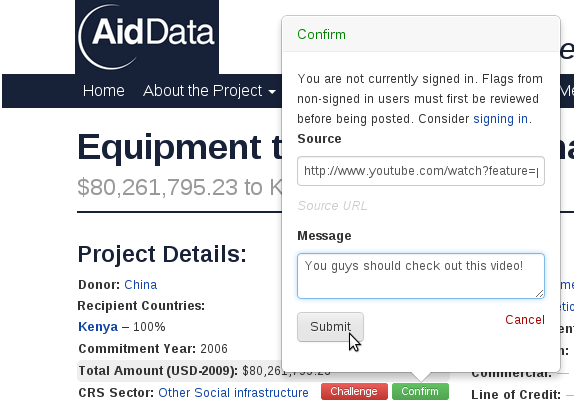 AidData
Home About the Project
Equipment
$80,261,795.23 to
Project Details:
Donor: China
Recipient Countries:
Kenya – 100%
Commitment Year: 2006
Total Amount (USD-2009): $80,261,795.23
CRS Sector: Other Social infrastructure Challenge Confirm
Confirm
You are not currently signed in. Flags from
non-signed in users must first be reviewed
before being posted. Consider signing in.
Source
http://www.youtube.com/watch?feature=
Source URL
Message
You guys should check out this video!
Submit
Cancel
Commercial: —
Line of Credit: —